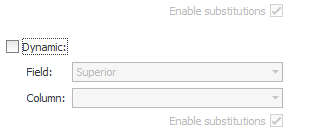 Enable substitutions
Dynamic:
Field: Superior
Column:
Enable substitutions